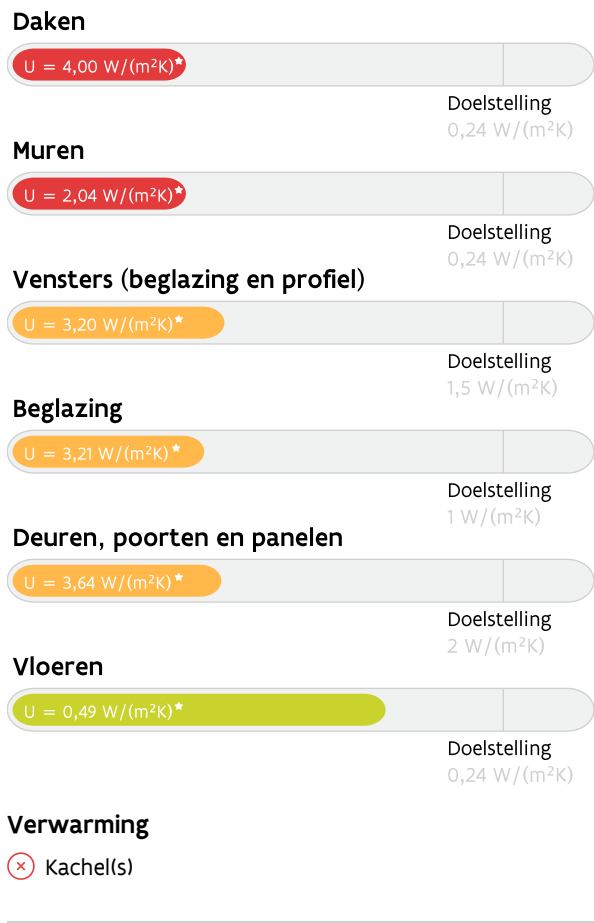 Daken
U = 4,00 W/(m²K)*
Doelstelling
0,24 W/(m²K)
Muren
U = 2,04 W/(m²K)*
Doelstelling
0,24 W/(m²K)
Vensters (beglazing en profiel)
U = 3,20 W/(m²K)*
Doelstelling
1,5 W/(m²K)
Beglazing
U = 3,21 W/(m²K)*
Doelstelling
1 W/(m²K)
Deuren, poorten en panelen
U = 3,64 W/(m²K)*
Doelstelling
2 W/(m²K)
Vloeren
U = 0,49 W/(m²K)*
Doelstelling
0,24 W/(m²K)
Verwarming
Kachel(s)